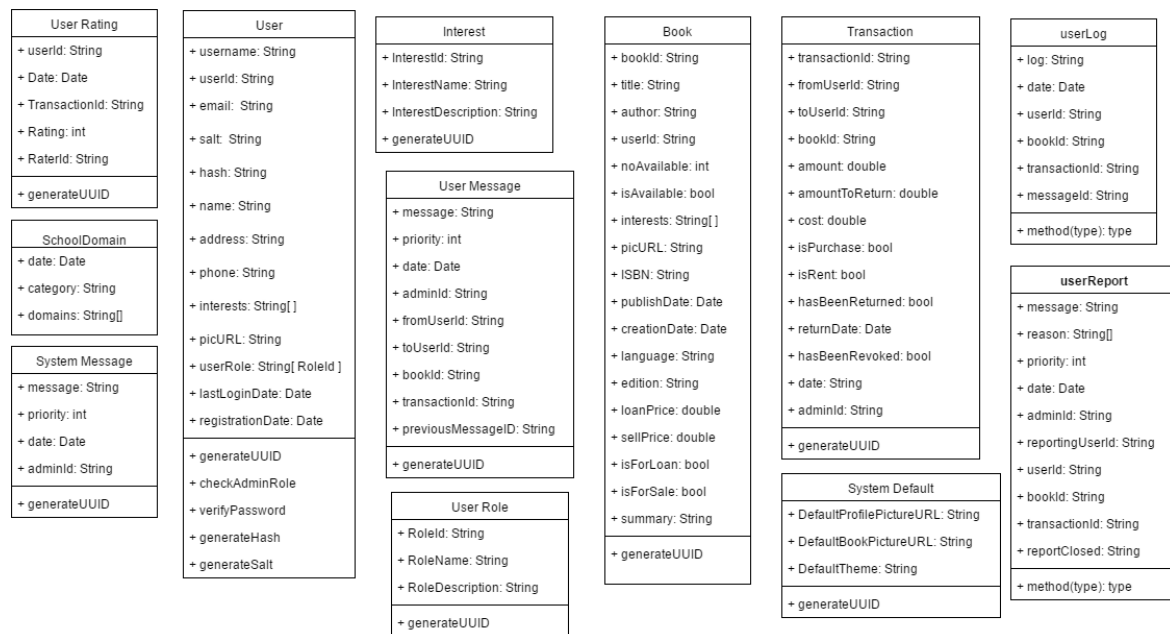 User Rating
+ userId: String
+ Date: Date
+ TransactionId: String
+ Rating: int
+ RaterId: String
+ generateUUID
SchoolDomain
+ date: Date
+ category: String
+ domains: String[]
System Message
+ message: String
+ priority: int
+ date: Date
+ adminId: String
+ generateUUID
User
+ username: String
+ userId: String
+ email: String
+ salt: String
+ hash: String
+ name: String
+ address: String
+ phone: String
+ interests: String[ ]
+ picURL: String
+ userRole: String[ RoleId ]
+ lastLoginDate: Date
+ registrationDate: Date
+ generateUUID
+ checkAdminRole
+ verifyPassword
+ generateHash
+ generateSalt
Interest
+ InterestId: String
+ InterestName: String
+ InterestDescription: String
+ generateUUID
User Message
+ message: String
+ priority: int
+ date: Date
+ adminId: String
+ fromUserId: String
+ toUserId: String
+ bookId: String
+ transactionId: String
+ previousMessageID: String
+ generateUUID
User Role
+ RoleId: String
+ RoleName: String
+ RoleDescription: String
+ generateUUID
Book
+ bookId: String
+ title: String
+ author: String
+ userId: String
+ noAvailable: int
+ isAvailable: bool
+ interests: String[ ]
+ picURL: String
+ ISBN: String
+ publishDate: Date
+ creationDate: Date
+ language: String
+ edition: String
+ loanPrice: double
+ sellPrice: double
+ isForLoan: bool
+ isForSale: bool
+ summary: String
+ generateUUID
Transaction
+ transactionId: String
+ fromUserId: String
+ toUserId: String
+ bookId: String
+ amount: double
+ amountToReturn: double
+ cost: double
+ isPurchase: bool
+ isRent: bool
+ hasBeenReturned: bool
+ returnDate: Date
+ hasBeenRevoked: bool
+ date: String
+ adminId: String
+ generateUUID
System Default
+ DefaultProfilePictureURL: String
+ DefaultBookPictureURL: String
+ DefaultTheme: String
+ generateUUID
userLog
+ log: String
+ date: Date
+ userId: String
+ bookId: String
+ transactionId: String
+ messageId: String
+ method(type): type
userReport
+ message: String
+ reason: String[]
+ priority: int
+ date: Date
+ adminId: String
+ reportingUserId: String
+ userId: String
+ bookId: String
+ transactionId: String
+ reportClosed: String
+ method(type): type